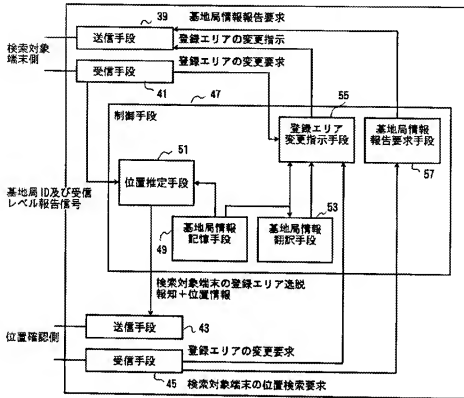 基地局情報報告要求
39
送信手段
登録エリアの変更指示
検索対象
端末側
登録エリアの変更要求
受信手段
41
47
55
制御手段
登録エリア
変更指示手段
基地局情報
報告要求手段
57
51
位置推定手段
基地局ID及び受信
レベル報告信号
53
49
基地局情報
記憶手段
基地局情報
翻訳手段
検索対象端末の登録エリア逸脱
報知+位置情報
送信手段
43
位置確認側
登録エリアの変更要求
受信手段
45
検索対象端末の位置検索要求